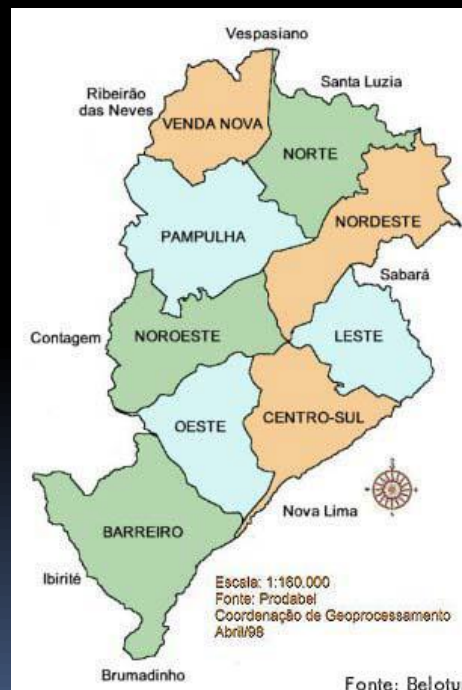 Vespasiano
Ribeirão
das Neves
Santa Luzia
VENDA NOVA
NORTE
NORDESTE
PAMPULHA
Sabará
Contagem
NOROESTE
LESTE
OESTE
CENTRO-SUL
Nova Lima
BARREIRO
Ibirité
Escala: 1:160.000
Fonte: Prodabel
Coordenação de Geoprocessamento
Abril/98
Brumadinho
Fonte: Belotu